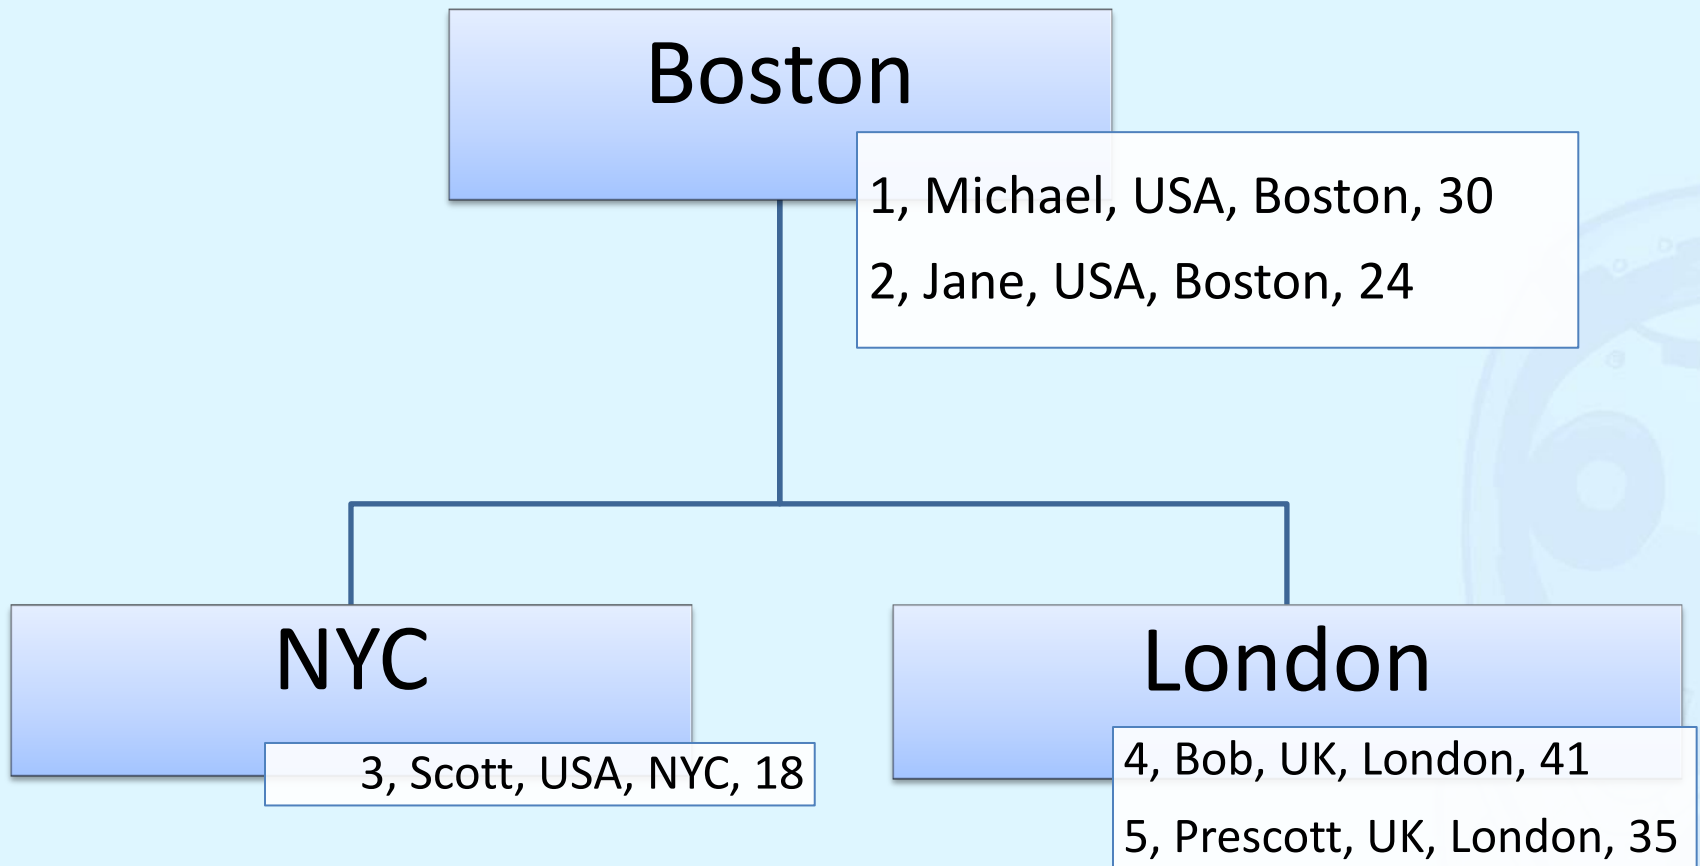 Boston
1, Michael, USA, Boston, 30
2, Jane, USA, Boston, 24
NYC
3, Scott, USA, NYC, 18
London
4, Bob, UK, London, 41
5, Prescott, UK, London, 35